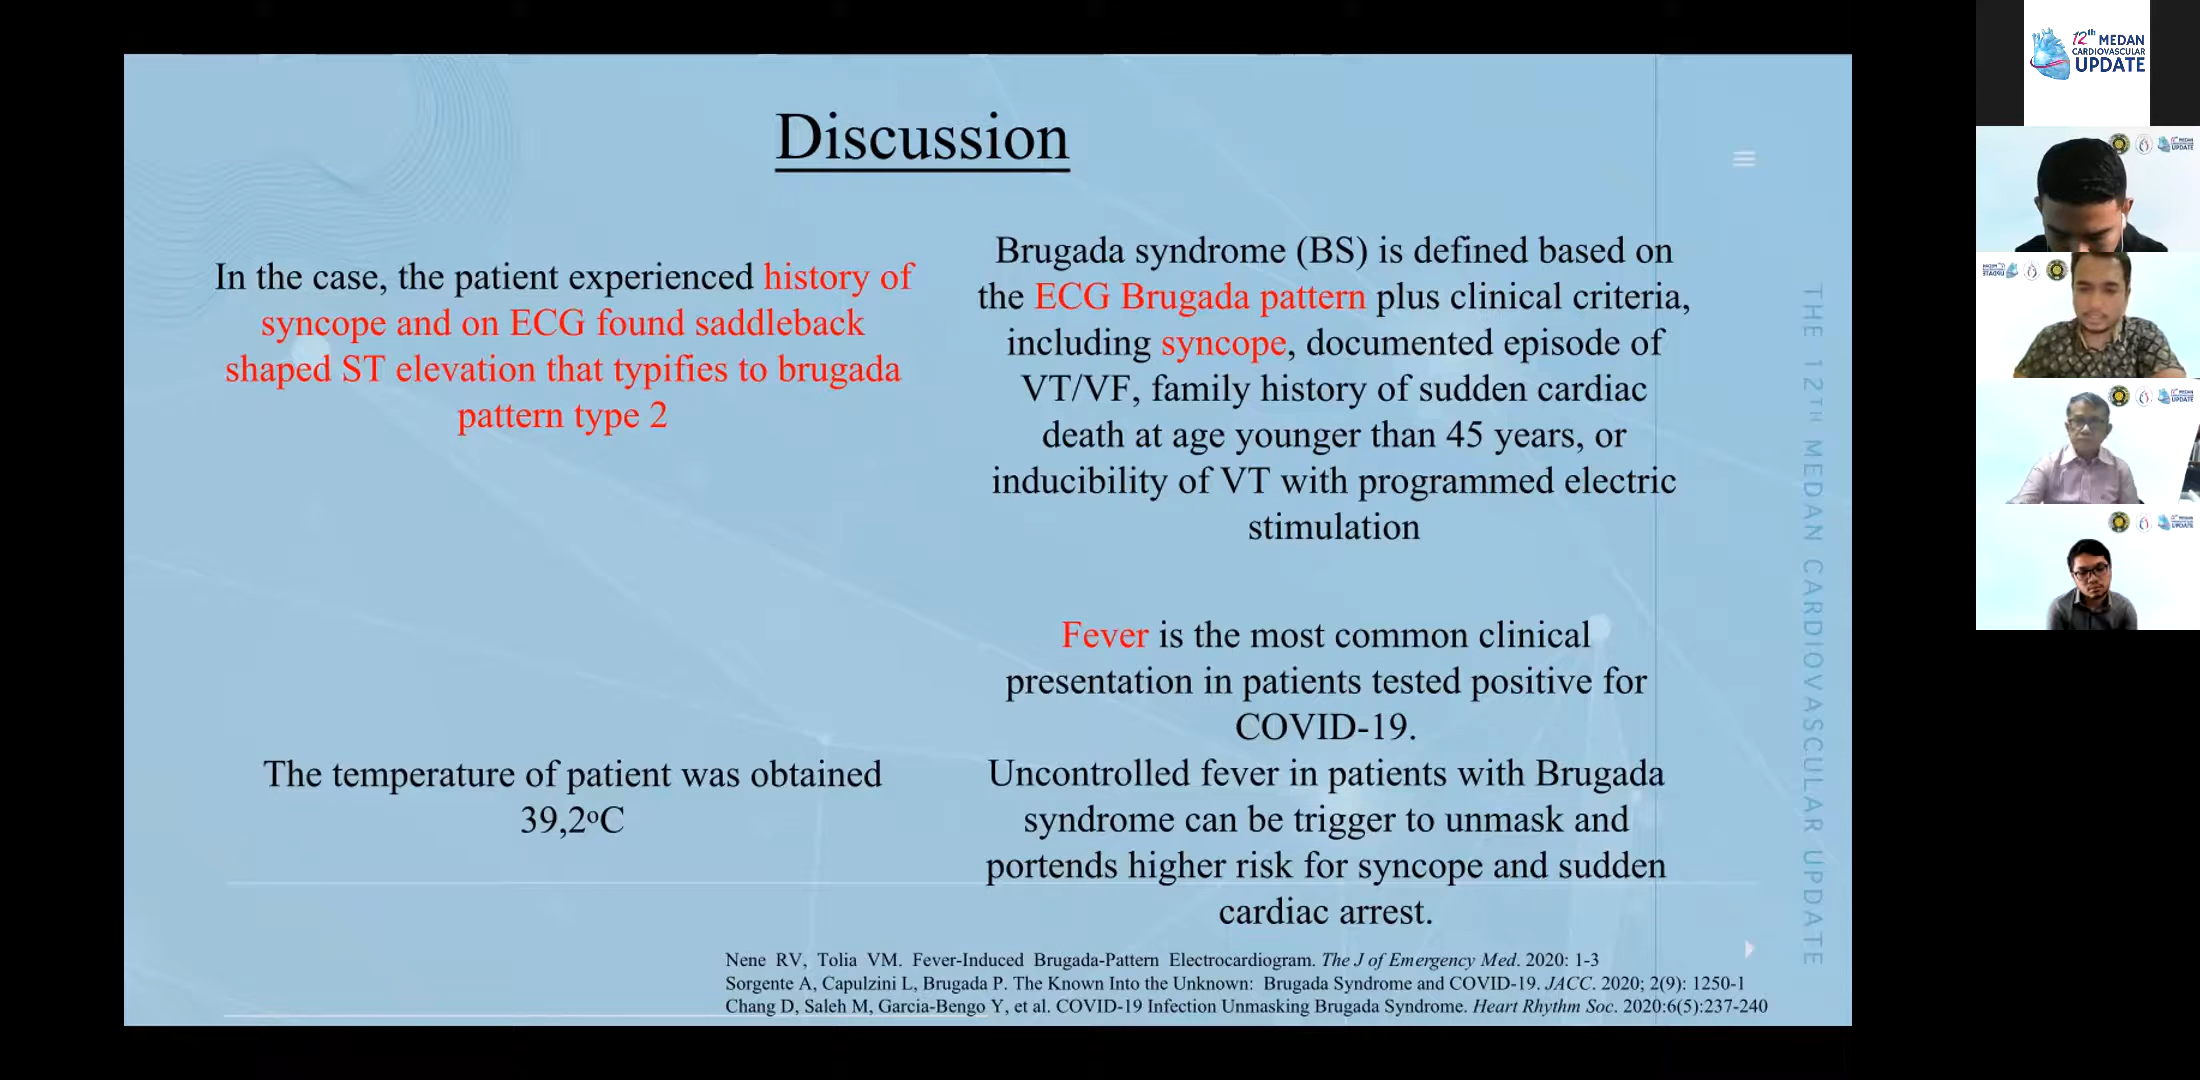 Discussion
In the case, the patient experienced history of
syncope and on ECG found saddleback
shaped ST elevation that typifies to brugada
pattern type 2
Brugada syndrome (BS) is defined based on
the ECG Brugada pattern plus clinical criteria,
including syncope, documented episode of
VT/VF, family history of sudden cardiac
death at age younger than 45 years, or
inducibility of VT with programmed electric
stimulation
The temperature of patient was obtained
39,2ºC
Fever is the most common clinical
presentation in patients tested positive for
COVID-19.
Uncontrolled fever in patients with Brugada
syndrome can be trigger to unmask and
portends higher risk for syncope and sudden
cardiac arrest.
Nene RV, Tolia VM. Fever-Induced Brugada-Pattern Electrocardiogram. The J of Emergency Med. 2020: 1-3
Sorgente A, Capulzini L, Brugada P. The Known Into the Unknown: Brugada Syndrome and COVID-19. JACC. 2020; 2(9): 1250-1
Chang D, Saleh M, Garcia-Bengo Y, et al. COVID-19 Infection Unmasking Brugada Syndrome. Heart Rhythm Soc. 2020:6(5):237-240
THE 12TH MEDAN CARDIOVASCULAR UPDATE
12th MEDAN
CARDIOVASCULAR
UPDATE